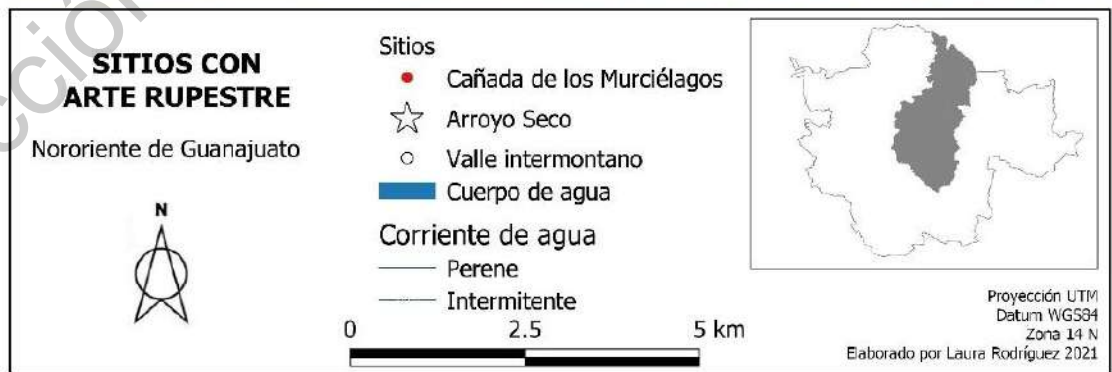 SITIOS CON
ARTE RUPESTRE
Nororiente de Guanajuato
N
Sitios
Cañada de los Murciélagos
Arroyo Seco
Valle intermontano
Cuerpo de agua
Corriente de agua
Perene
Intermitente
0 2.5 5 km
Proyección UTM
Datum WGS84
Zona 14 N
Elaborado por Laura Rodríguez 2021